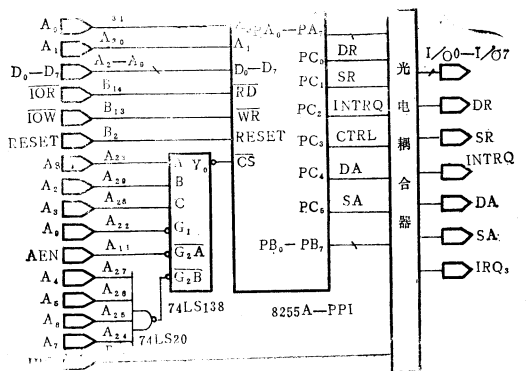 A₀ 31 A₀ PA₀—PA₇ I/O0—I/O7
A₁ A₃₀ A₁ PC₀ DR
D₀—D₇ A₂—A₉ D₀—D₇ PC₁ SR DR
IOR B₁₄ RD PC₂ INTRQ SR
IOW B₁₃ WR PC₃ CTRL INTRQ
RESET B₂ RESET PC₄ DA DA
A₂₃ A Y₀ CS PC₅ SA SA
A₂ A₂₉ B
A₃ A₂₈ C
A₉ A₂₂ G₁ PB₀—PB₇ IRQ₃
AEN A₁₁ G₂A
A₄ A₂₇ G₂B
A₅ A₂₆ 74LS138 8255A—PPI
A₆ A₂₅
A₇ A₂₄ 74LS20
光电耦合器